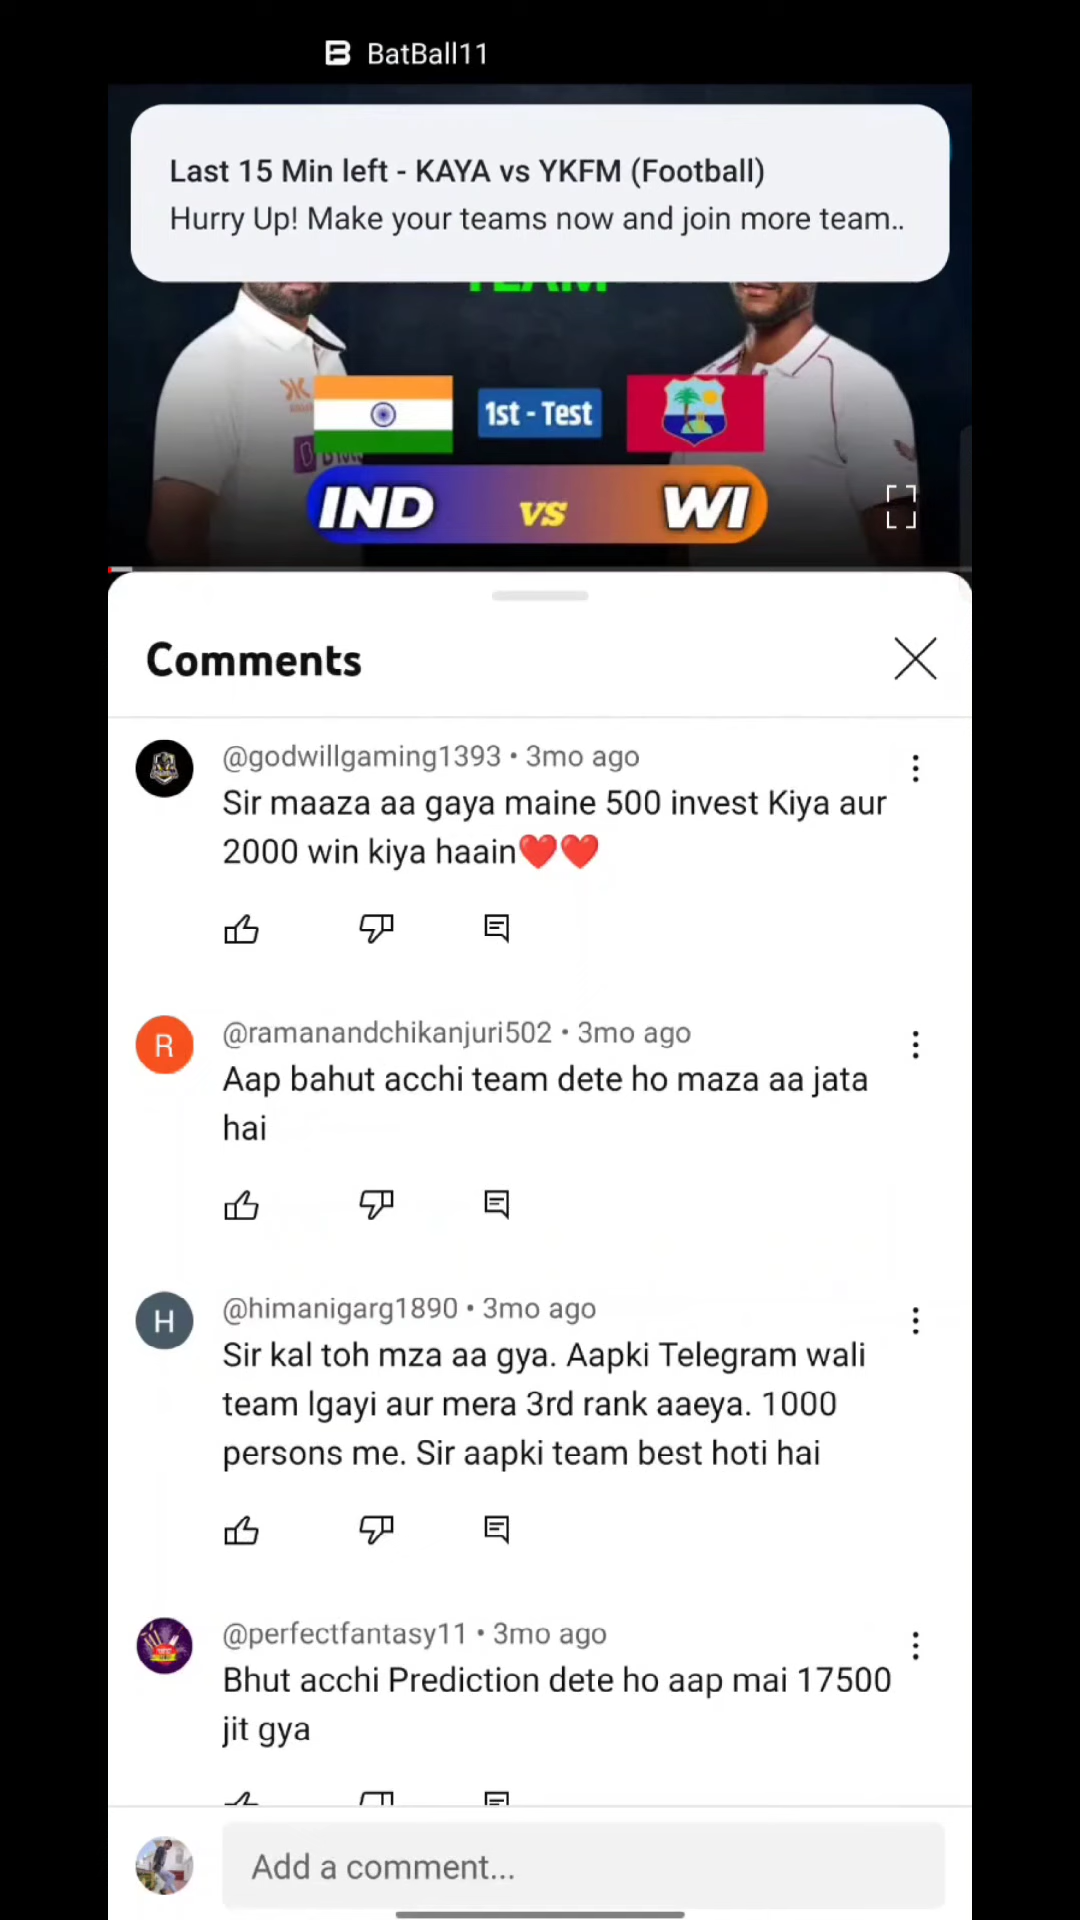 BatBall11
Last 15 Min left - KAYA vs YKFM (Football)
Hurry Up! Make your teams now and join more team..
TEAM
1st - Test
IND vs WI
Comments
@godwillgaming1393 • 3mo ago
Sir maaza aa gaya maine 500 invest Kiya aur
2000 win kiya haain❤️❤️
R
@ramanandchikanjuri502 • 3mo ago
Aap bahut acchi team dete ho maza aa jata
hai
H
@himanigarg1890 • 3mo ago
Sir kal toh mza aa gya. Aapki Telegram wali
team lgayi aur mera 3rd rank aaeya. 1000
persons me. Sir aapki team best hoti hai
@perfectfantasy11 • 3mo ago
Bhut acchi Prediction dete ho aap mai 17500
jit gya
Add a comment...